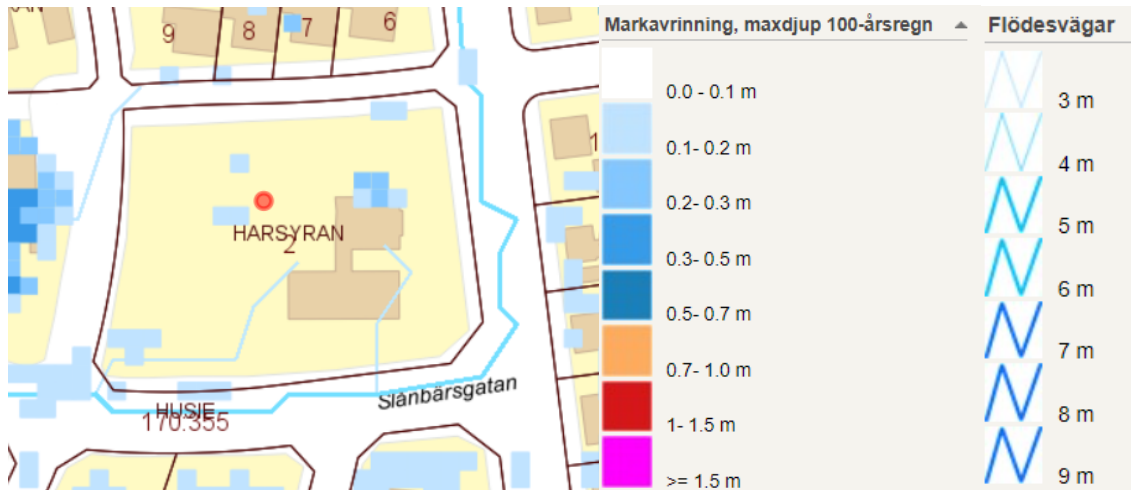 9
8
7
6
HARSYRAN
2
Slånbärsgatan
HUSIE
170:355
1
Markavrinning, maxdjup 100-årsregn
0.0 - 0.1 m
0.1- 0.2 m
0.2- 0.3 m
0.3- 0.5 m
0.5- 0.7 m
0.7- 1.0 m
1- 1.5 m
>= 1.5 m
Flödesvägar
3 m
4 m
5 m
6 m
7 m
8 m
9 m